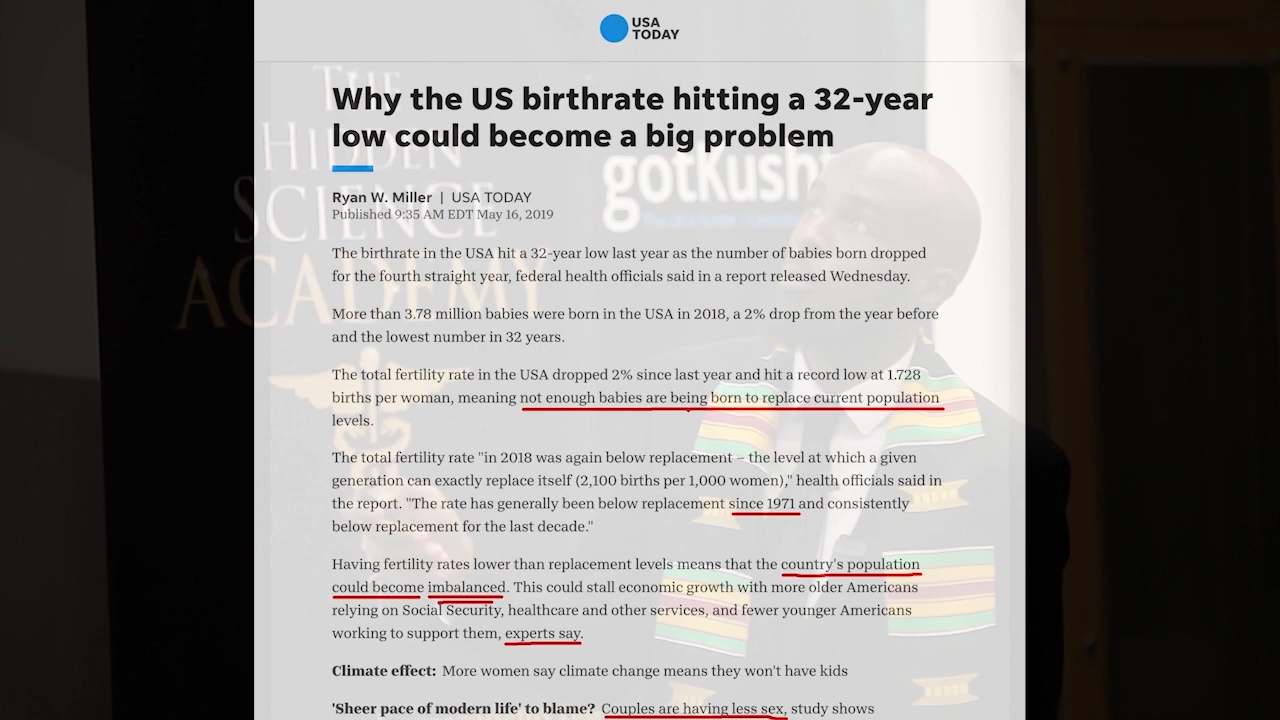 USA
TODAY
Why the US birthrate hitting a 32-year
low could become a big problem
Ryan W. Miller | USA TODAY
Published 9:35 AM EDT May 16, 2019
The birthrate in the USA hit a 32-year low last year as the number of babies born dropped
for the fourth straight year, federal health officials said in a report released Wednesday.
More than 3.78 million babies were born in the USA in 2018, a 2% drop from the year before
and the lowest number in 32 years.
The total fertility rate in the USA dropped 2% since last year and hit a record low at 1.728
births per woman, meaning not enough babies are being born to replace current population
levels.
The total fertility rate "in 2018 was again below replacement – the level at which a given
generation can exactly replace itself (2,100 births per 1,000 women)," health officials said in
the report. "The rate has generally been below replacement since 1971 and consistently
below replacement for the last decade."
Having fertility rates lower than replacement levels means that the country's population
could become imbalanced. This could stall economic growth with more older Americans
relying on Social Security, healthcare and other services, and fewer younger Americans
working to support them, experts say.
Climate effect: More women say climate change means they won't have kids
'Sheer pace of modern life' to blame? Couples are having less sex, study shows
THE
HIDDEN
SCIENCE
ACADEMY
gotKush